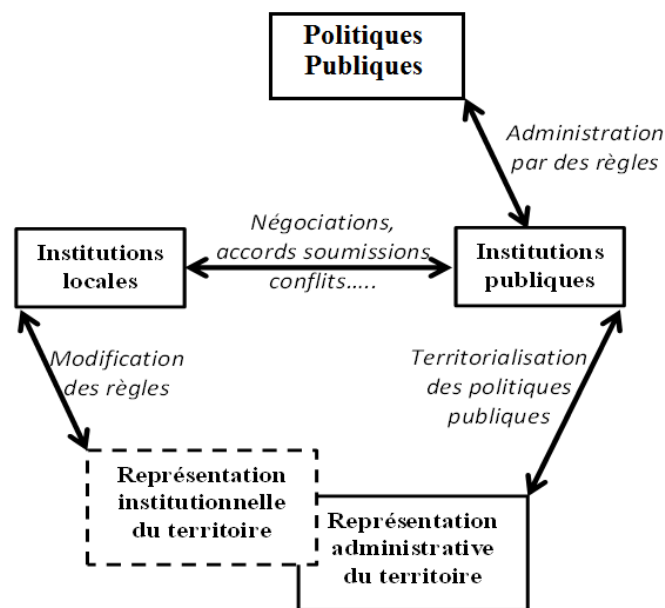 Politiques
Publiques
Administration
par des règles
Négociations,
accords soumissions
conflits.....
Institutions
locales
Institutions
publiques
Modification
des règles
Territorialisation
des politiques
publiques
Représentation
institutionnelle
du territoire
Représentation
administrative
du territoire